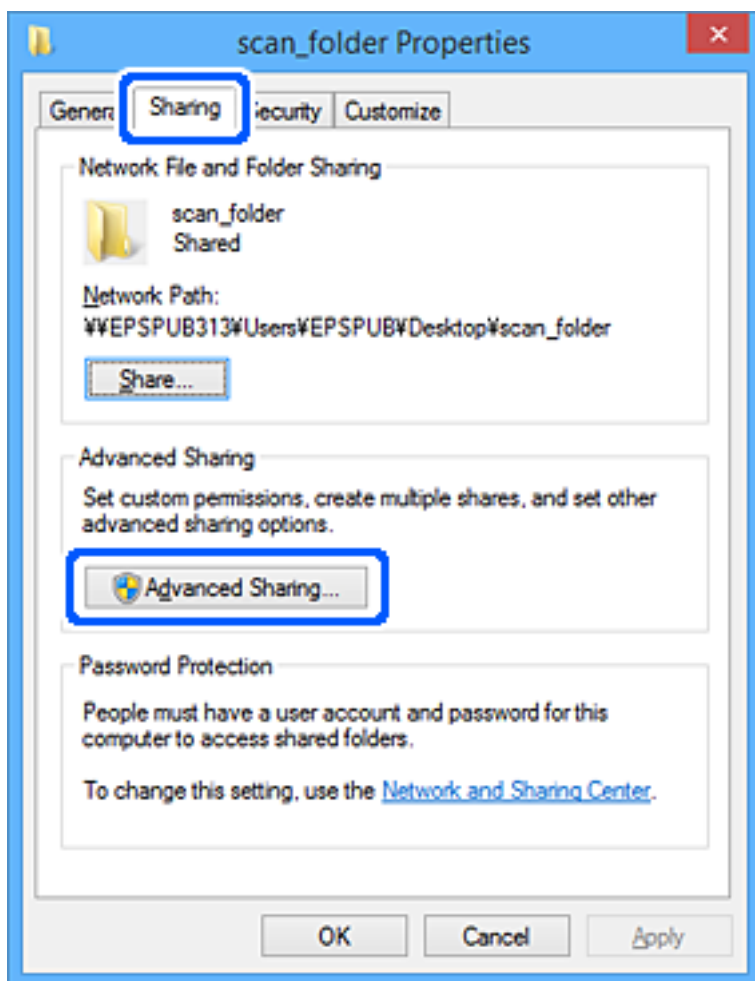 scan_folder Properties
General Sharing Security Customize
Network File and Folder Sharing
scan_folder
Shared
Network Path:
¥¥EPSPUB313¥Users¥EPSPUB¥Desktop¥scan_folder
Share...
Advanced Sharing
Set custom permissions, create multiple shares, and set other
advanced sharing options.
Advanced Sharing...
Password Protection
People must have a user account and password for this
computer to access shared folders.
To change this setting, use the Network and Sharing Center.
OK Cancel Apply